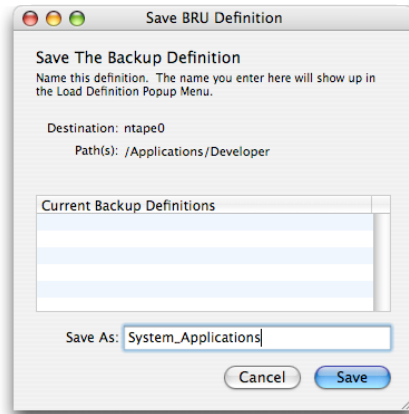 Save BRU Definition
Save The Backup Definition
Name this definition.  The name you enter here will show up in
the Load Definition Popup Menu.
Destination: ntape0
Path(s): /Applications/Developer
Current Backup Definitions
Save As: System_Applications
Cancel Save